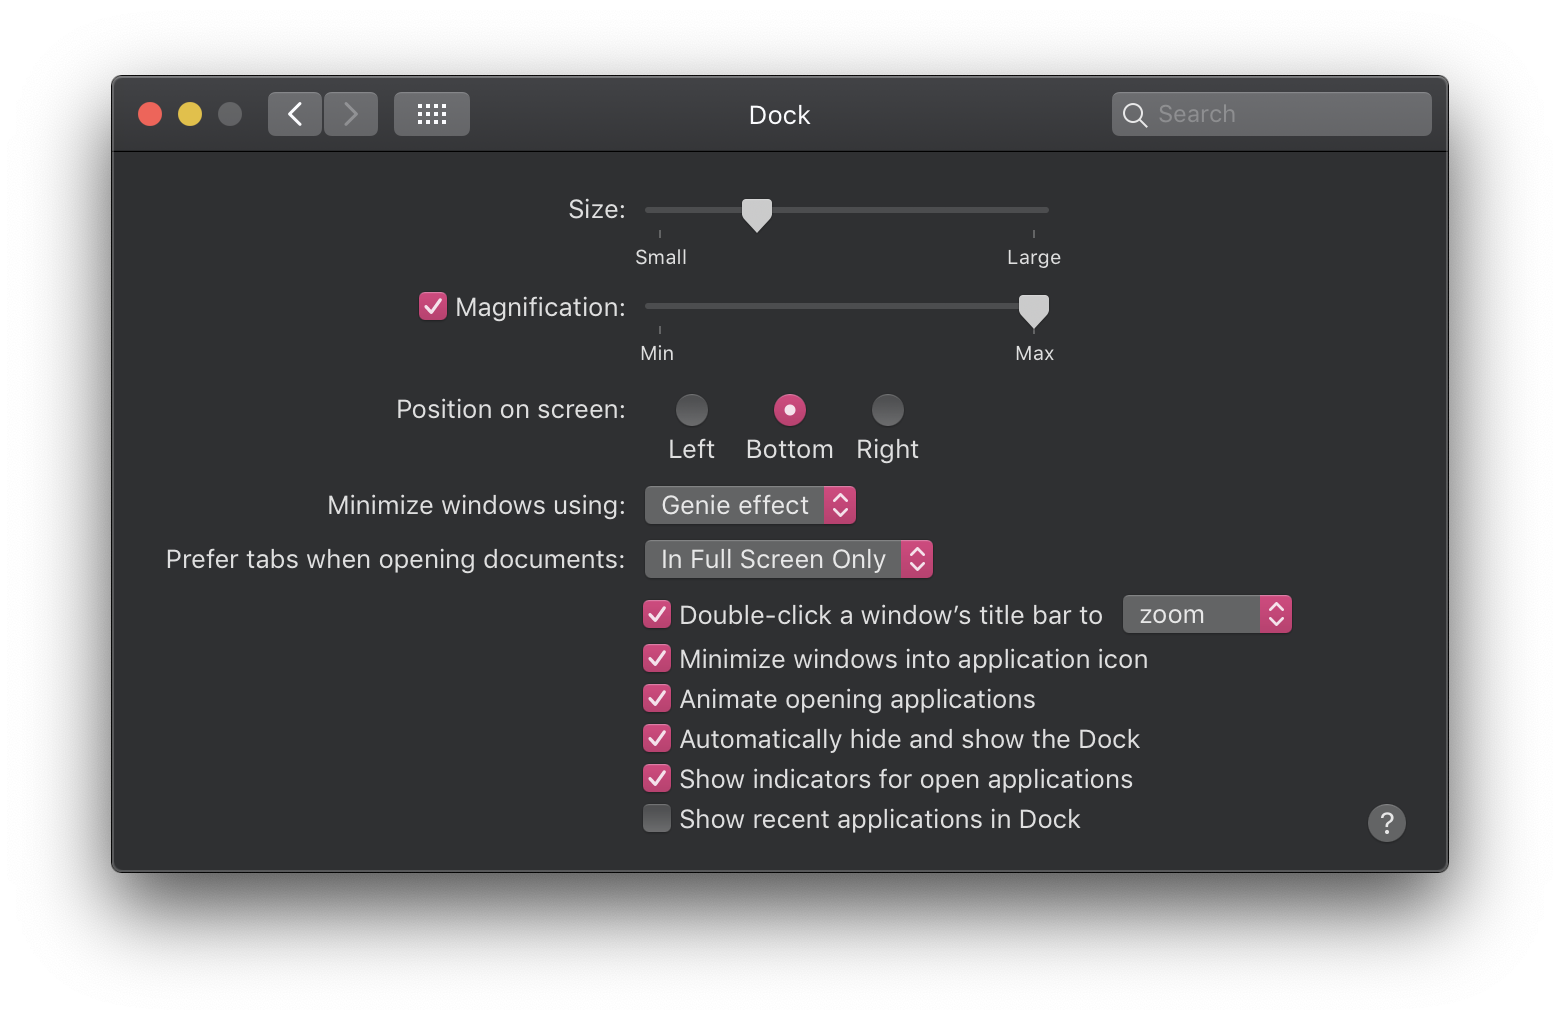 Dock
Search
Size:
Small
Large
Magnification:
Min
Max
Position on screen:
Left
Bottom
Right
Minimize windows using:
Genie effect
Prefer tabs when opening documents:
In Full Screen Only
Double-click a window’s title bar to
zoom
Minimize windows into application icon
Animate opening applications
Automatically hide and show the Dock
Show indicators for open applications
Show recent applications in Dock
?